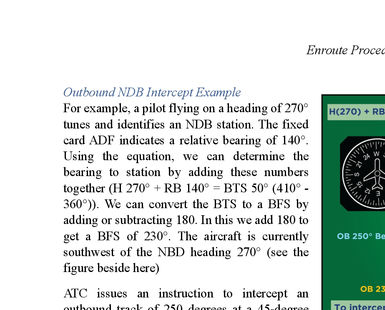 Enroute Proced
Outbound NDB Intercept Example
For example, a pilot flying on a heading of 270°
tunes and identifies an NDB station. The fixed
card ADF indicates a relative bearing of 140°.
Using the equation, we can determine the
bearing to station by adding these numbers
together (H 270° + RB 140° = BTS 50° (410° -
360°)). We can convert the BTS to a BFS by
adding or subtracting 180. In this we add 180 to
get a BFS of 230°. The aircraft is currently
southwest of the NBD heading 270° (see the
figure beside here)
ATC issues an instruction to intercept an
outbound track of 250 degrees at a 45-degree
H(270) + RB
OB 250° Be
OB 23
To intercep